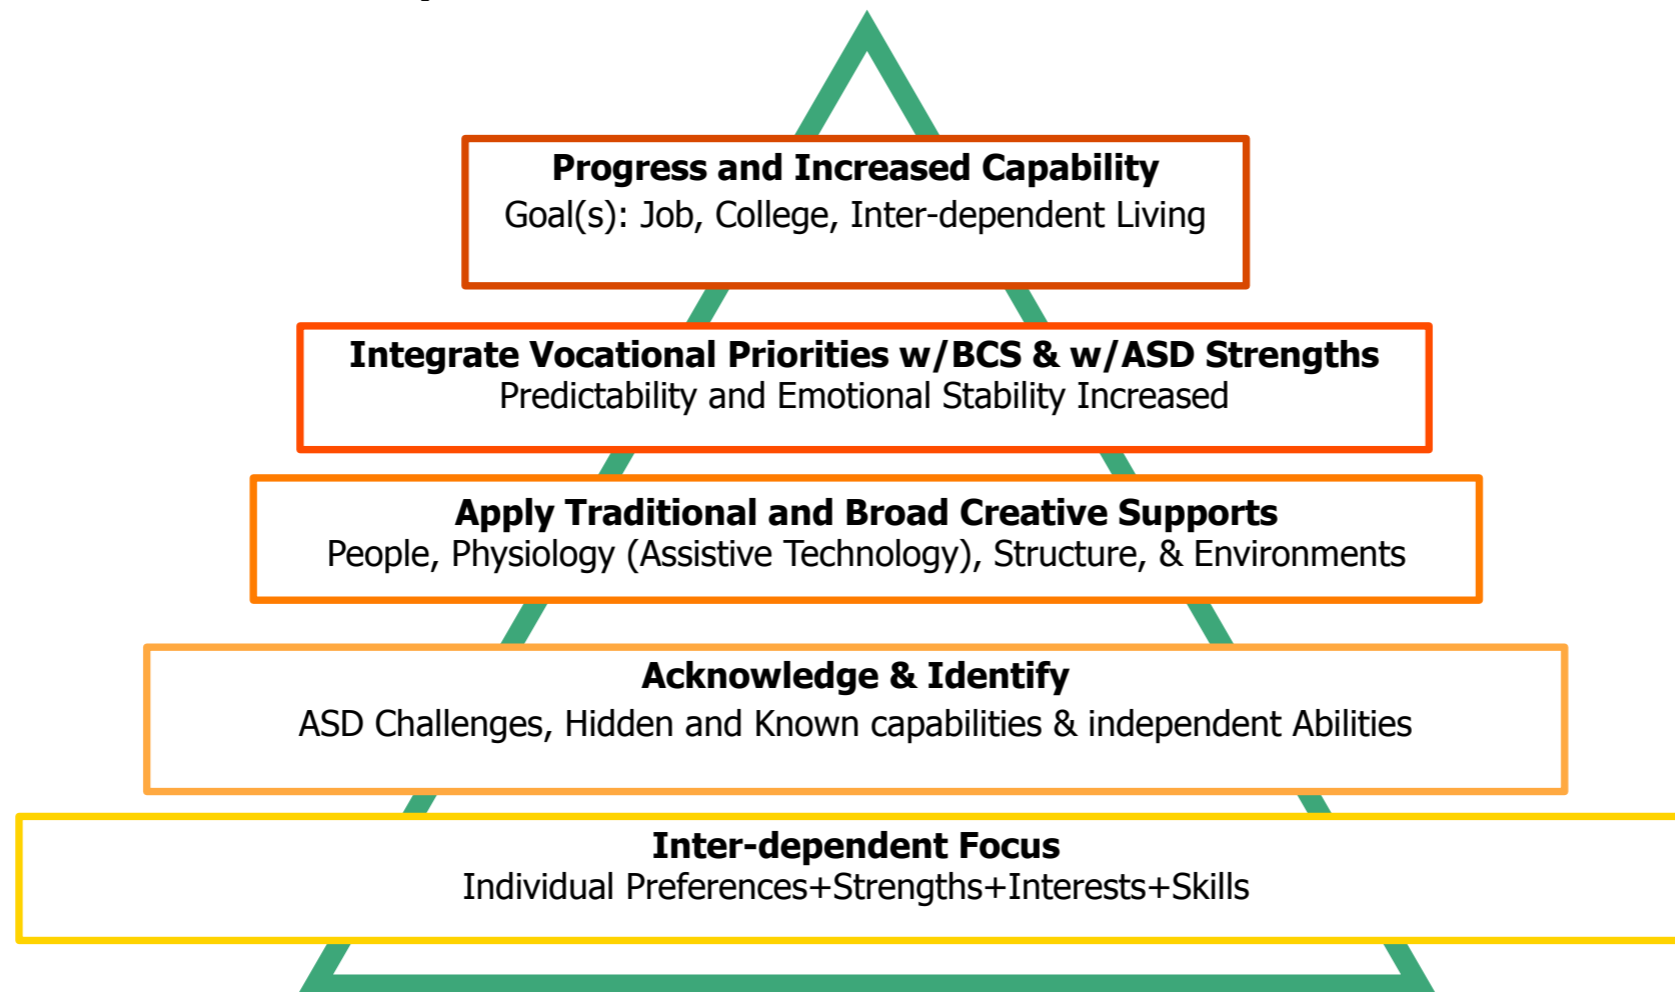 Progress and Increased Capability
Goal(s): Job, College, Inter-dependent Living
Integrate Vocational Priorities w/BCS & w/ASD Strengths
Predictability and Emotional Stability Increased
Apply Traditional and Broad Creative Supports
People, Physiology (Assistive Technology), Structure, & Environments
Acknowledge & Identify
ASD Challenges, Hidden and Known capabilities & independent Abilities
Inter-dependent Focus
Individual Preferences+Strengths+Interests+Skills